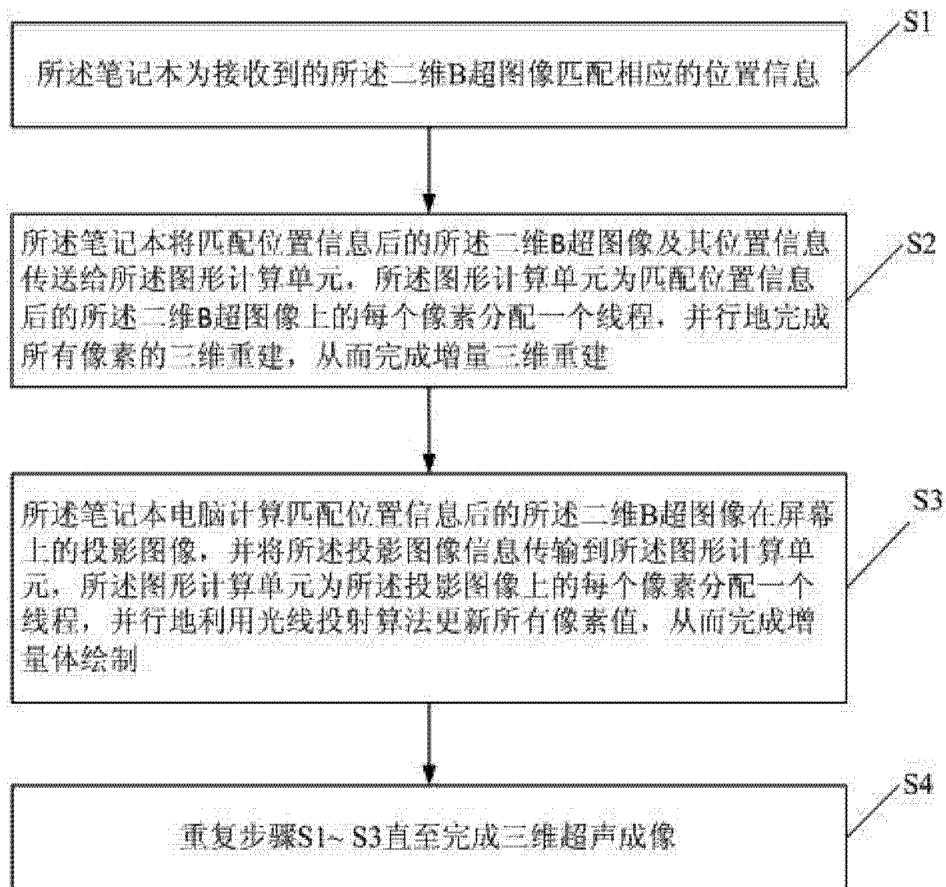 S1
所述笔记本为接收到的所述二维B超图像匹配相应的位置信息
S2
所述笔记本将匹配位置信息后的所述二维B超图像及其位置信息
传送给所述图形计算单元，所述图形计算单元为匹配位置信息
后的所述二维B超图像上的每个像素分配一个线程，并行地完成
所有像素的三维重建，从而完成增量三维重建
S3
所述笔记本电脑计算匹配位置信息后的所述二维B超图像在屏幕
上的投影图像，并将所述投影图像信息传输到所述图形计算单
元，所述图形计算单元为所述投影图像上的每个像素分配一个
线程，并行地利用光线投射算法更新所有像素值，从而完成增
量体绘制
S4
重复步骤S1~S3直至完成三维超声成像